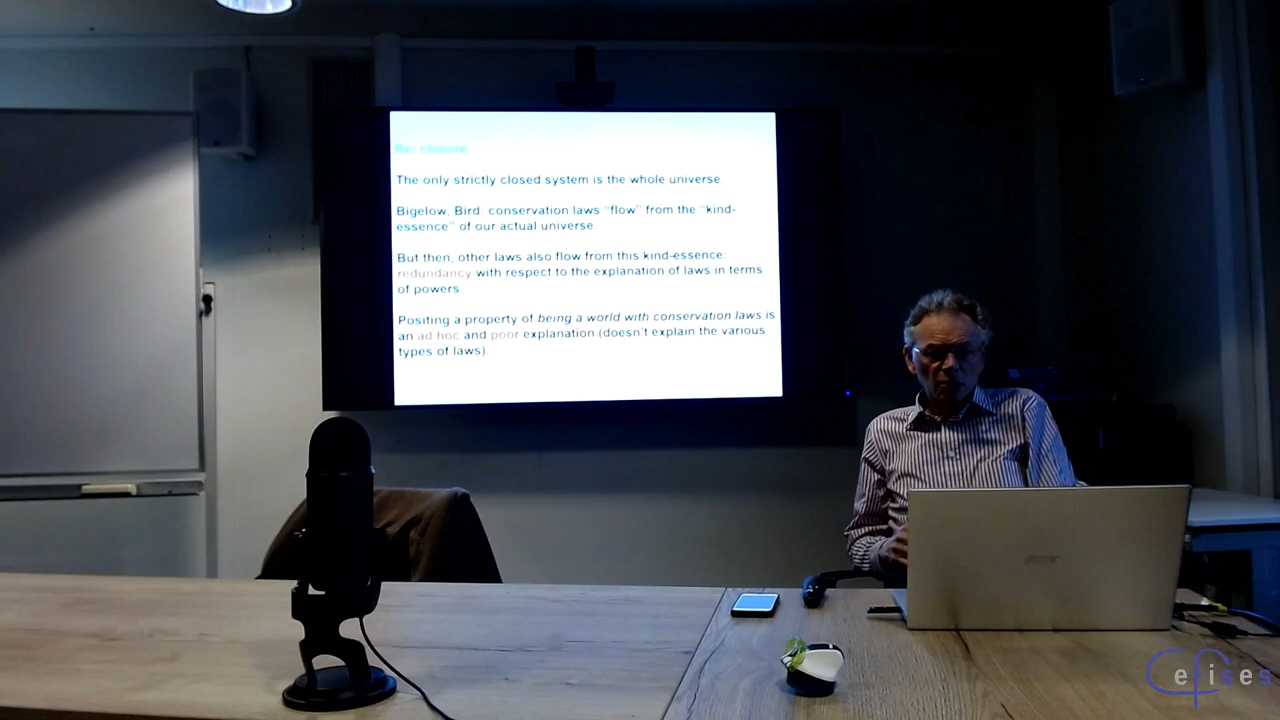 Re: closure
The only strictly closed system is the whole universe.
Bigelow, Bird: conservation laws “flow” from the “kind-
essence” of our actual universe.
But then, other laws also flow from this kind-essence:
redundancy with respect to the explanation of laws in terms
of powers
Positing a property of being a world with conservation laws is
an ad hoc and poor explanation (doesn’t explain the various
types of laws).
acer
Cefises